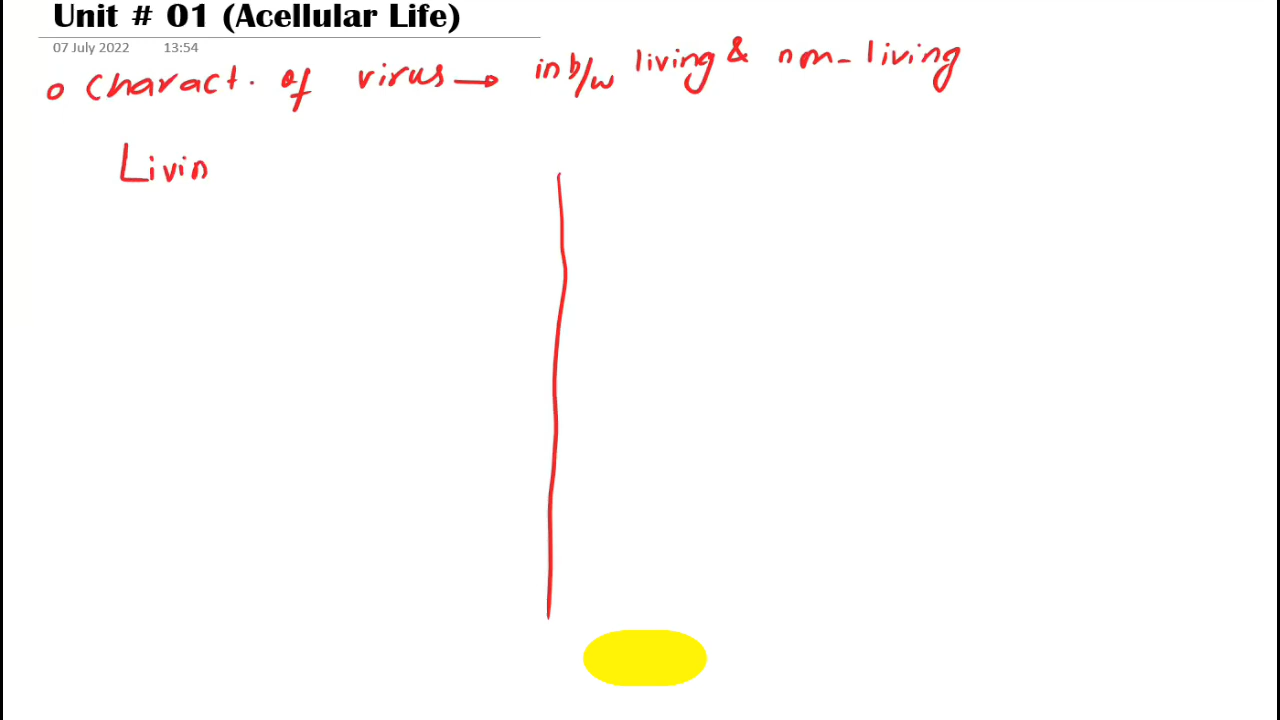 Unit # 01 (Acellular Life)
07 July 2022 13:54
o charact. of virus → in b/w living & non-living
Livin